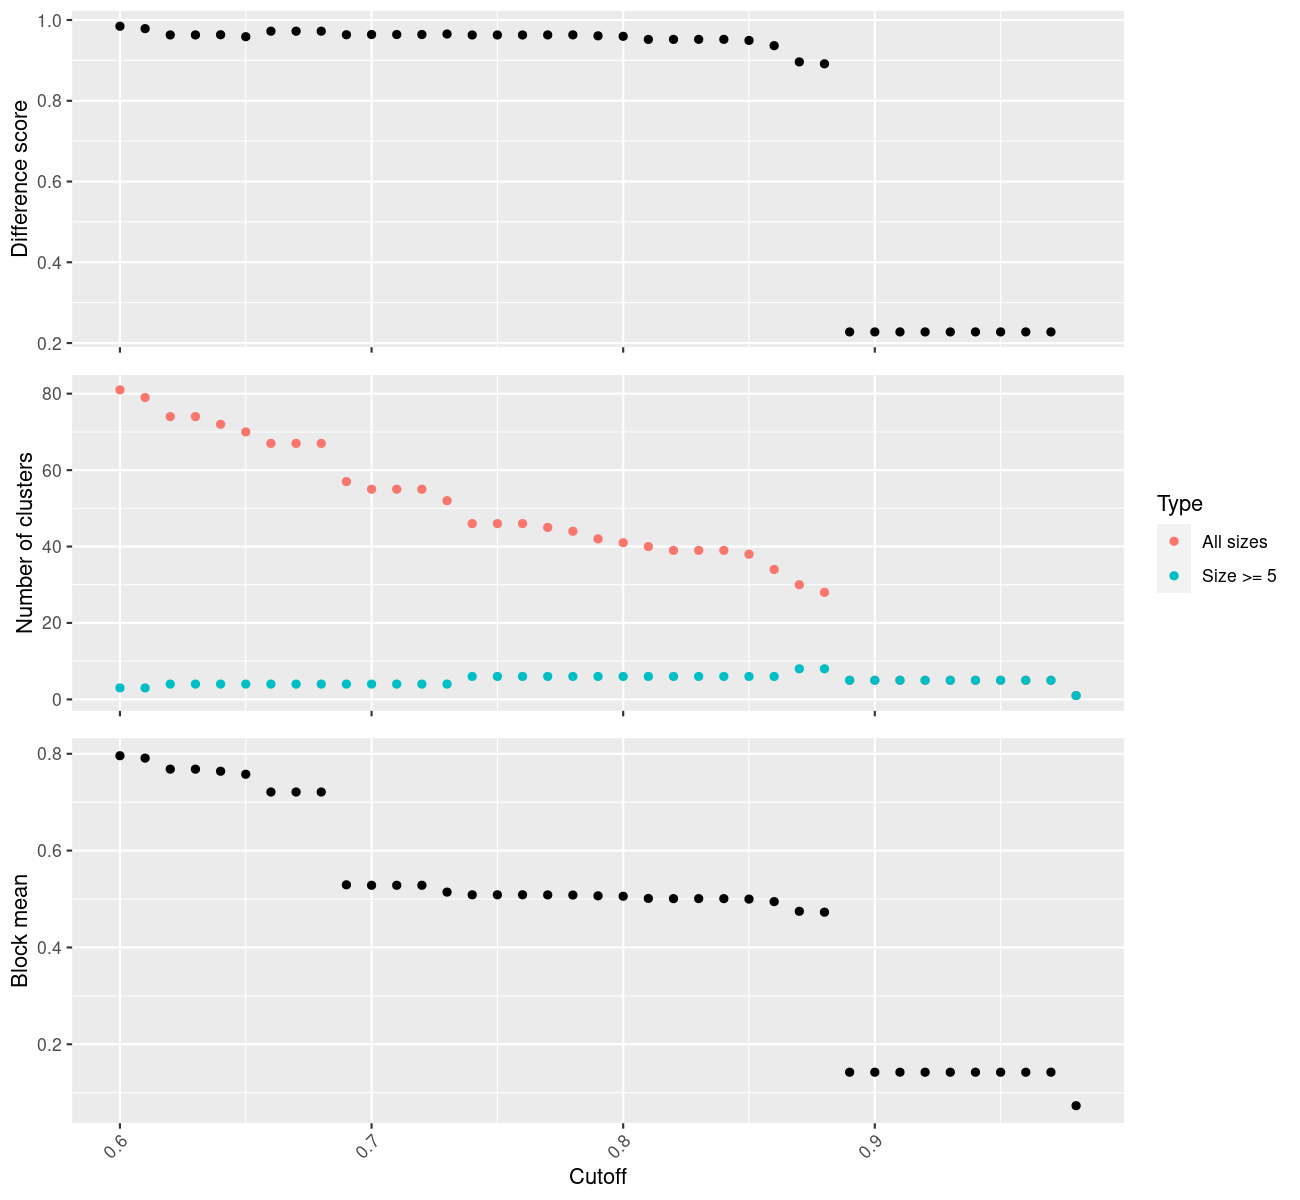 Difference score
1.0
0.8
0.6
0.4
0.2
Number of clusters
80
60
40
20
0
Type
All sizes
Size >= 5
Block mean
0.8
0.6
0.4
0.2
0.6
0.7
0.8
0.9
Cutoff